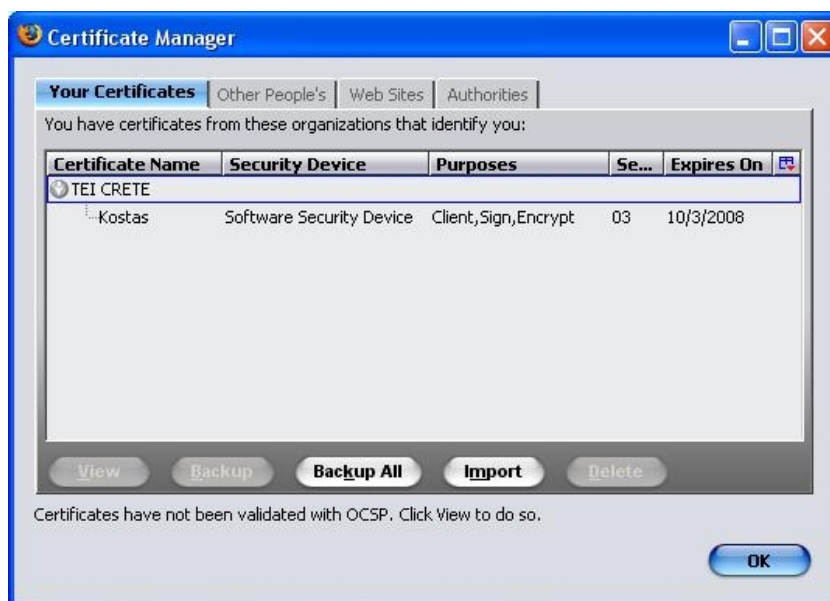 Certificate Manager
Your Certificates Other People's Web Sites Authorities
You have certificates from these organizations that identify you:
Certificate Name Security Device Purposes Se... Expires On
TEI CRETE
Kostas Software Security Device Client,Sign,Encrypt 03 10/3/2008
View Backup Backup All Import Delete
Certificates have not been validated with OCSP. Click View to do so.
OK